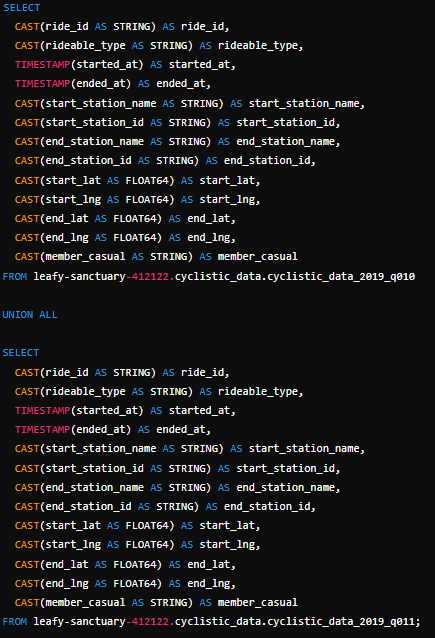 SELECT
CAST(ride_id AS STRING) AS ride_id,
CAST(rideable_type AS STRING) AS rideable_type,
TIMESTAMP(started_at) AS started_at,
TIMESTAMP(ended_at) AS ended_at,
CAST(start_station_name AS STRING) AS start_station_name,
CAST(start_station_id AS STRING) AS start_station_id,
CAST(end_station_name AS STRING) AS end_station_name,
CAST(end_station_id AS STRING) AS end_station_id,
CAST(start_lat AS FLOAT64) AS start_lat,
CAST(start_lng AS FLOAT64) AS start_lng,
CAST(end_lat AS FLOAT64) AS end_lat,
CAST(end_lng AS FLOAT64) AS end_lng,
CAST(member_casual AS STRING) AS member_casual
FROM leafy-sanctuary-412122.cyclistic_data.cyclistic_data_2019_q010
UNION ALL
SELECT
CAST(ride_id AS STRING) AS ride_id,
CAST(rideable_type AS STRING) AS rideable_type,
TIMESTAMP(started_at) AS started_at,
TIMESTAMP(ended_at) AS ended_at,
CAST(start_station_name AS STRING) AS start_station_name,
CAST(start_station_id AS STRING) AS start_station_id,
CAST(end_station_name AS STRING) AS end_station_name,
CAST(end_station_id AS STRING) AS end_station_id,
CAST(start_lat AS FLOAT64) AS start_lat,
CAST(start_lng AS FLOAT64) AS start_lng,
CAST(end_lat AS FLOAT64) AS end_lat,
CAST(end_lng AS FLOAT64) AS end_lng,
CAST(member_casual AS STRING) AS member_casual
FROM leafy-sanctuary-412122.cyclistic_data.cyclistic_data_2019_q011;